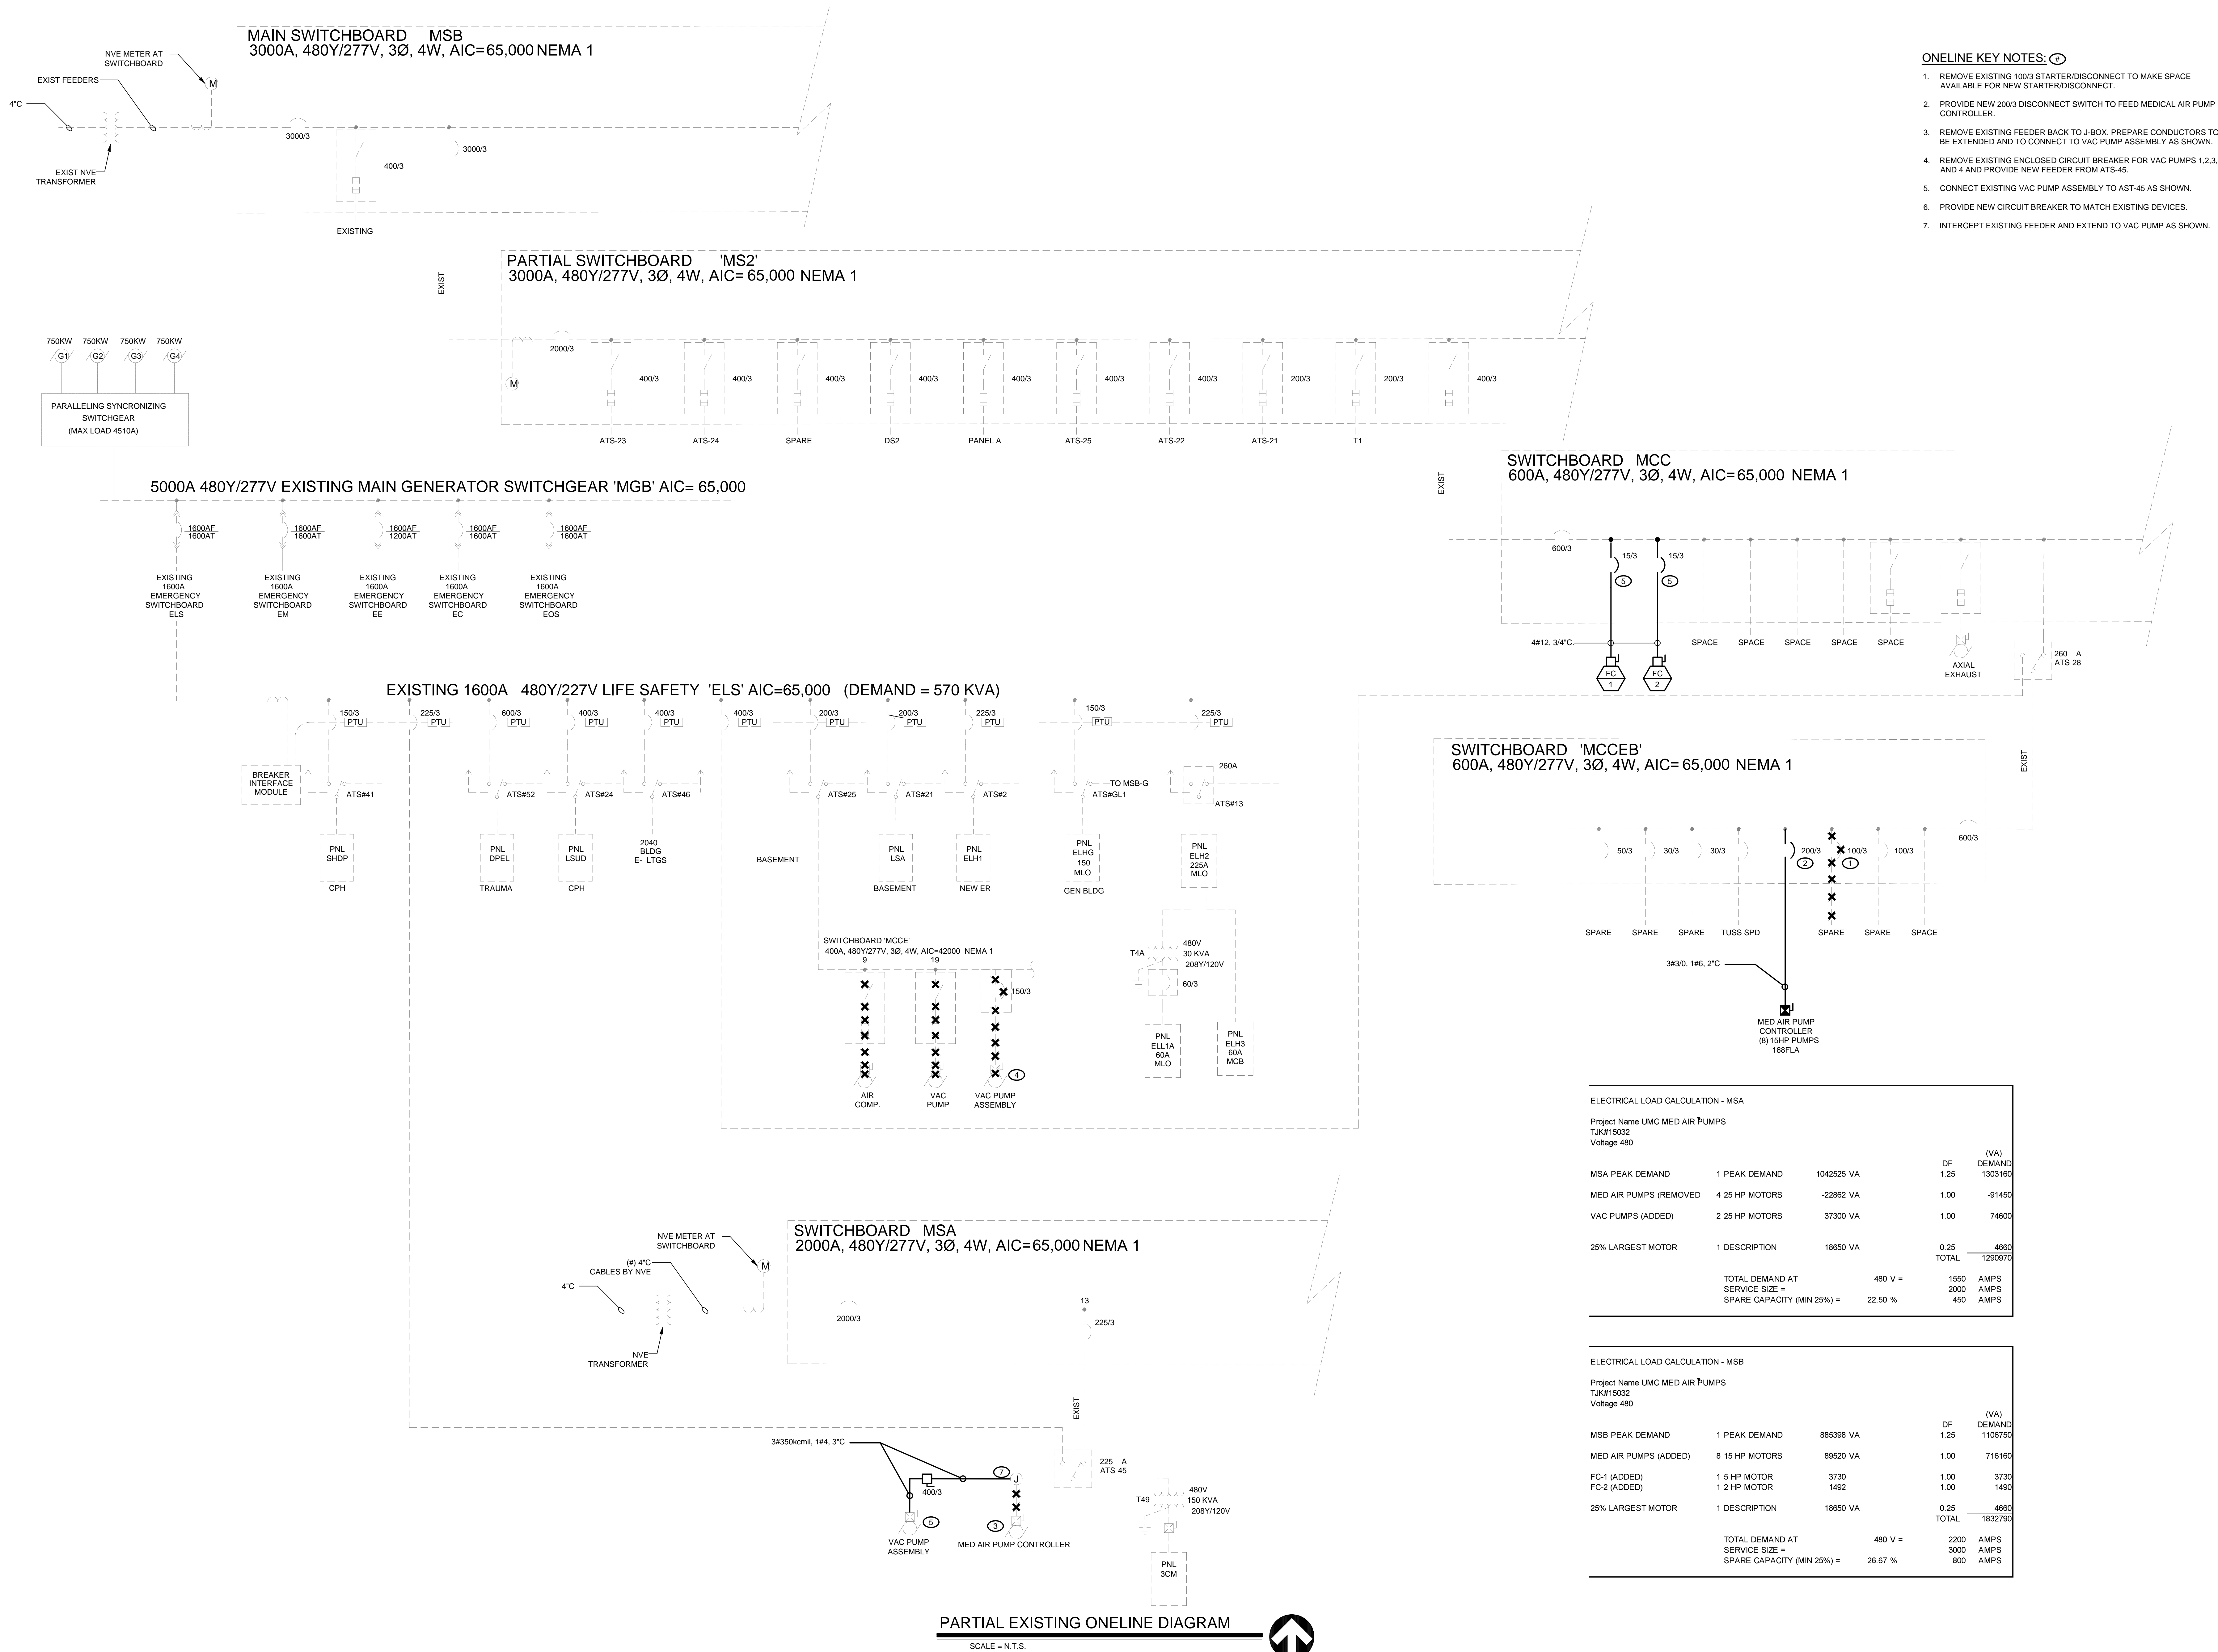 MAIN SWITCHBOARD MSB
3000A, 480Y/277V, 3Ø, 4W, AIC=65,000 NEMA 1
NVE METER AT
SWITCHBOARD
EXIST FEEDERS
M
4"C
3000/3
3000/3
400/3
EXIST NVE
TRANSFORMER
EXISTING
EXIST
ONELINE KEY NOTES: #
1. REMOVE EXISTING 100/3 STARTER/DISCONNECT TO MAKE SPACE
AVAILABLE FOR NEW STARTER/DISCONNECT.
2. PROVIDE NEW 200/3 DISCONNECT SWITCH TO FEED MEDICAL AIR PUMP
CONTROLLER.
3. REMOVE EXISTING FEEDER BACK TO J-BOX. PREPARE CONDUCTORS TO
BE EXTENDED AND TO CONNECT TO VAC PUMP ASSEMBLY AS SHOWN.
4. REMOVE EXISTING ENCLOSED CIRCUIT BREAKER FOR VAC PUMPS 1,2,3,
AND 4 AND PROVIDE NEW FEEDER FROM ATS-45.
5. CONNECT EXISTING VAC PUMP ASSEMBLY TO AST-45 AS SHOWN.
6. PROVIDE NEW CIRCUIT BREAKER TO MATCH EXISTING DEVICES.
7. INTERCEPT EXISTING FEEDER AND EXTEND TO VAC PUMP AS SHOWN.
PARTIAL SWITCHBOARD 'MS2'
3000A, 480Y/277V, 3Ø, 4W, AIC= 65,000 NEMA 1
2000/3
M
400/3 400/3 400/3 400/3 400/3 400/3 400/3 200/3 200/3 400/3
ATS-23 ATS-24 SPARE DS2 PANEL A ATS-25 ATS-22 ATS-21 T1
EXIST
750KW 750KW 750KW 750KW
G1 G2 G3 G4
PARALLELING SYNCRONIZING
SWITCHGEAR
(MAX LOAD 4510A)
5000A 480Y/277V EXISTING MAIN GENERATOR SWITCHGEAR 'MGB' AIC= 65,000
1600AF 1600AF 1600AF 1600AF 1600AF
1600AT 1600AT 1200AT 1600AT 1600AT
EXISTING EXISTING EXISTING EXISTING EXISTING
1600A 1600A 1600A 1600A 1600A
EMERGENCY EMERGENCY EMERGENCY EMERGENCY EMERGENCY
SWITCHBOARD SWITCHBOARD SWITCHBOARD SWITCHBOARD SWITCHBOARD
ELS EM EE EC EOS
SWITCHBOARD MCC
600A, 480Y/277V, 3Ø, 4W, AIC=65,000 NEMA 1
600/3
15/3 15/3
5 5
4#12, 3/4"C.
SPACE SPACE SPACE SPACE SPACE
FC
1
FC
2
AXIAL
EXHAUST
260 A
ATS 28
EXIST
EXISTING 1600A 480Y/227V LIFE SAFETY 'ELS' AIC=65,000 (DEMAND = 570 KVA)
150/3 225/3 600/3 400/3 400/3 400/3 200/3 200/3 225/3 150/3 225/3
PTU PTU PTU PTU PTU PTU PTU PTU PTU PTU PTU
BREAKER
INTERFACE
MODULE
260A
TO MSB-G
ATS#41 ATS#52 ATS#24 ATS#46 ATS#25 ATS#21 ATS#2 ATS#GL1 ATS#13
PNL
SHDP
CPH
PNL
DPEL
TRAUMA
PNL
LSUD
CPH
2040
BLDG
E- LTGS
BASEMENT
PNL
LSA
BASEMENT
PNL
ELH1
NEW ER
PNL
ELHG
150
MLO
GEN BLDG
PNL
ELH2
225A
MLO
SWITCHBOARD 'MCCE'
400A, 480Y/277V, 3Ø, 4W, AIC=42000 NEMA 1
9 19
150/3
4
AIR
COMP.
VAC
PUMP
VAC PUMP
ASSEMBLY
T4A
480V
30 KVA
208Y/120V
60/3
PNL
ELL1A
60A
MLO
PNL
ELH3
60A
MCB
SWITCHBOARD 'MCCEB'
600A, 480Y/277V, 3Ø, 4W, AIC= 65,000 NEMA 1
600/3
50/3 30/3 30/3 200/3 100/3 100/3
2 1
SPARE SPARE SPARE TUSS SPD SPARE SPARE SPACE
3#3/0, 1#6, 2"C
MED AIR PUMP
CONTROLLER
(8) 15HP PUMPS
168FLA
ELECTRICAL LOAD CALCULATION - MSA
Project Name UMC MED AIR PUMPS
TJK#15032
Voltage 480
(VA)
DF DEMAND
MSA PEAK DEMAND 1 PEAK DEMAND 1042525 VA 1.25 1303160
MED AIR PUMPS (REMOVED 4 25 HP MOTORS -22862 VA 1.00 -91450
VAC PUMPS (ADDED) 2 25 HP MOTORS 37300 VA 1.00 74600
25% LARGEST MOTOR 1 DESCRIPTION 18650 VA 0.25 4660
TOTAL 1290970
TOTAL DEMAND AT 480 V = 1550 AMPS
SERVICE SIZE = 2000 AMPS
SPARE CAPACITY (MIN 25%) = 22.50 % 450 AMPS
ELECTRICAL LOAD CALCULATION - MSB
Project Name UMC MED AIR PUMPS
TJK#15032
Voltage 480
(VA)
DF DEMAND
MSB PEAK DEMAND 1 PEAK DEMAND 885398 VA 1.25 1106750
MED AIR PUMPS (ADDED) 8 15 HP MOTORS 89520 VA 1.00 716160
FC-1 (ADDED) 1 5 HP MOTOR 3730 1.00 3730
FC-2 (ADDED) 1 2 HP MOTOR 1492 1.00 1490
25% LARGEST MOTOR 1 DESCRIPTION 18650 VA 0.25 4660
TOTAL 1832790
TOTAL DEMAND AT 480 V = 2200 AMPS
SERVICE SIZE = 3000 AMPS
SPARE CAPACITY (MIN 25%) = 26.67 % 800 AMPS
SWITCHBOARD MSA
2000A, 480Y/277V, 3Ø, 4W, AIC=65,000 NEMA 1
NVE METER AT
SWITCHBOARD
(#) 4"C
CABLES BY NVE
M
4"C
2000/3
13
225/3
NVE
TRANSFORMER
EXIST
3#350kcmil, 1#4, 3"C
225 A
ATS 45
7
J
400/3
5
3
VAC PUMP
ASSEMBLY
MED AIR PUMP CONTROLLER
T49
480V
150 KVA
208Y/120V
PNL
3CM
PARTIAL EXISTING ONELINE DIAGRAM
SCALE = N.T.S.